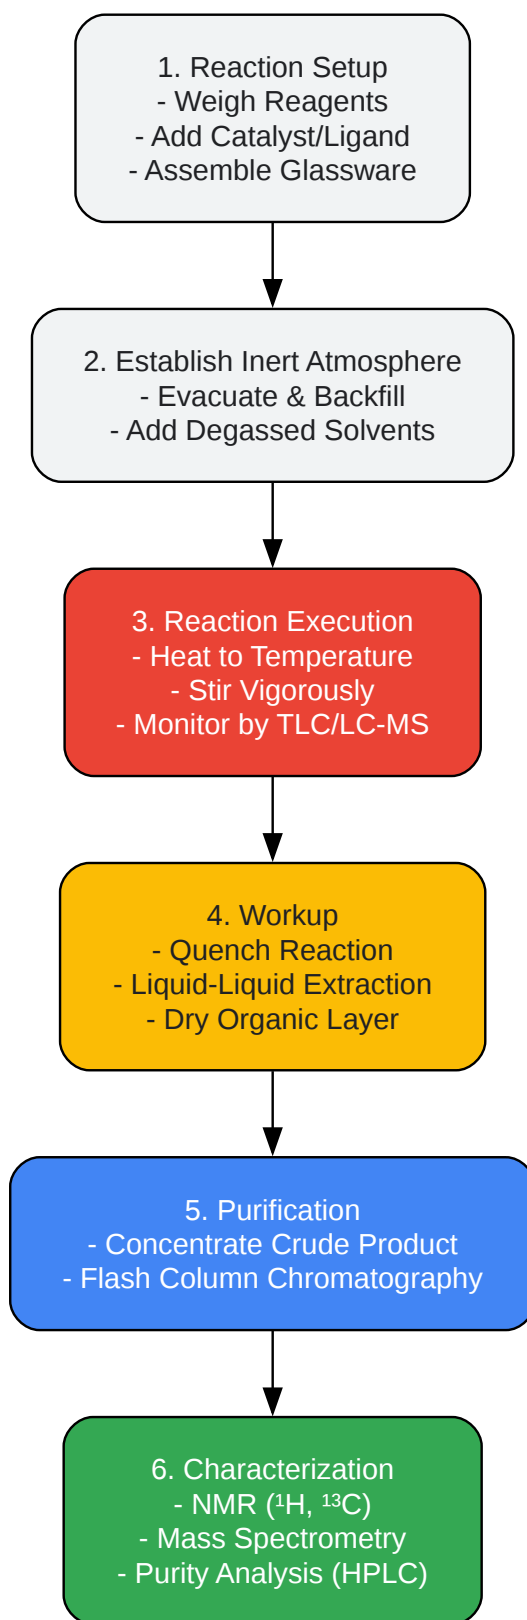 1. Reaction Setup
- Weigh Reagents
- Add Catalyst/Ligand
- Assemble Glassware
2. Establish Inert Atmosphere
- Evacuate & Backfill
- Add Degassed Solvents
3. Reaction Execution
- Heat to Temperature
- Stir Vigorously
- Monitor by TLC/LC-MS
4. Workup
- Quench Reaction
- Liquid-Liquid Extraction
- Dry Organic Layer
5. Purification
- Concentrate Crude Product
- Flash Column Chromatography
6. Characterization
- NMR (¹H, ¹³C)
- Mass Spectrometry
- Purity Analysis (HPLC)